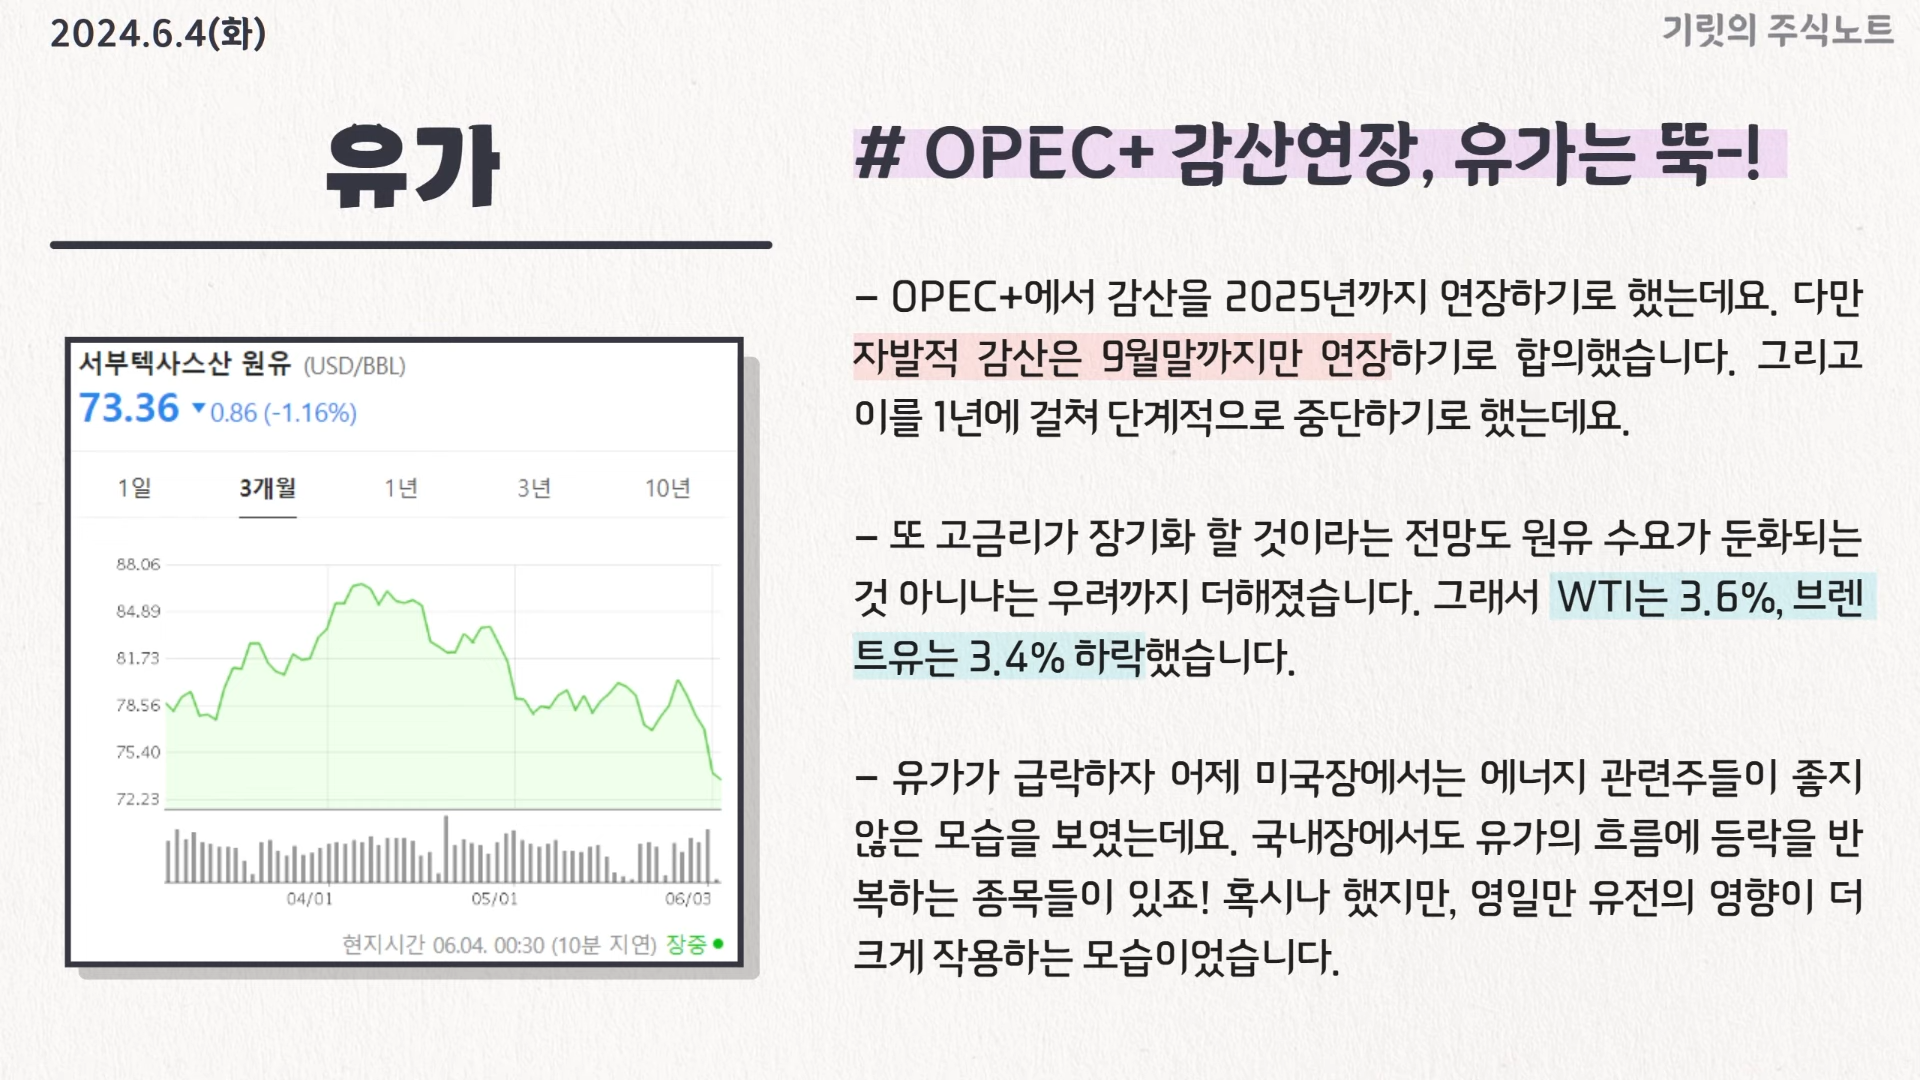 2024.6.4(화)
기릿의 주식노트
유가
# OPEC+ 감산연장, 유가는 뚝-!
서부텍사스산 원유 (USD/BBL)
73.36 ▼0.86 (-1.16%)
1일 3개월 1년 3년 10년
88.06
84.89
81.73
78.56
75.40
72.23
04/01 05/01 06/03
현지시간 06.04. 00:30 (10분 지연) 장중
– OPEC+에서 감산을 2025년까지 연장하기로 했는데요. 다만
자발적 감산은 9월말까지만 연장하기로 합의했습니다. 그리고
이를 1년에 걸쳐 단계적으로 중단하기로 했는데요.
– 또 고금리가 장기화 할 것이라는 전망도 원유 수요가 둔화되는
것 아니냐는 우려까지 더해졌습니다. 그래서 WTI는 3.6%, 브렌
트유는 3.4% 하락했습니다.
– 유가가 급락하자 어제 미국장에서는 에너지 관련주들이 좋지
않은 모습을 보였는데요. 국내장에서도 유가의 흐름에 등락을 반
복하는 종목들이 있죠! 혹시나 했지만, 영일만 유전의 영향이 더
크게 작용하는 모습이었습니다.